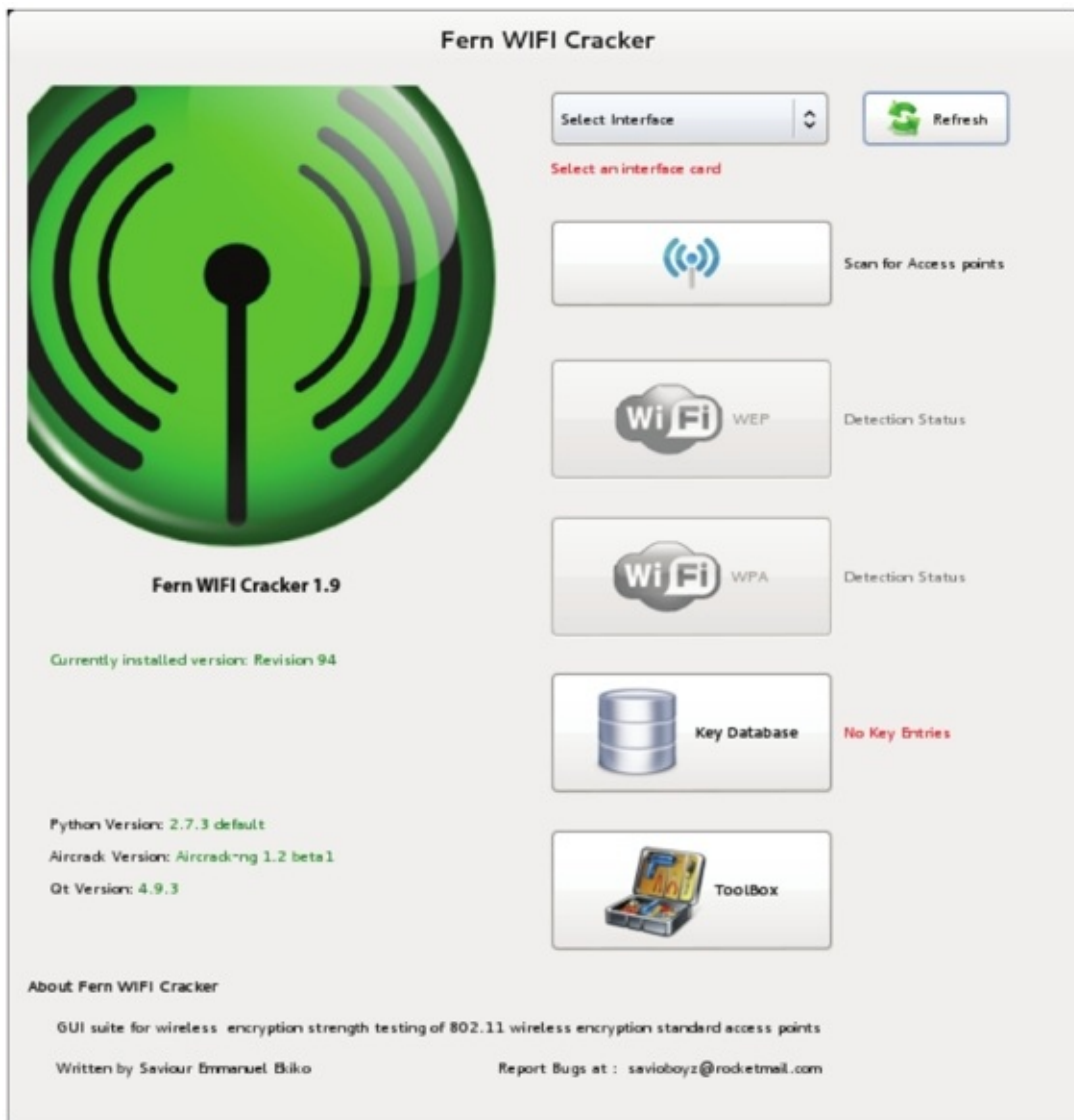 Fern WIFI Cracker
Select Interface
Refresh
Select an interface card
Scan for Access points
WiFi WEP
Detection Status
WiFi WPA
Detection Status
Fern WIFI Cracker 1.9
Currently installed version: Revision 94
Key Database
No Key Entries
Python Version: 2.7.3 default
Aircrack Version: Aircrack-ng 1.2 beta1
Qt Version: 4.9.3
ToolBox
About Fern WIFI Cracker
GUI suite for wireless encryption strength testing of 802.11 wireless encryption standard access points
Written by Saviour Emmanuel Ekiko
Report Bugs at : savioboyz@rocketmail.com